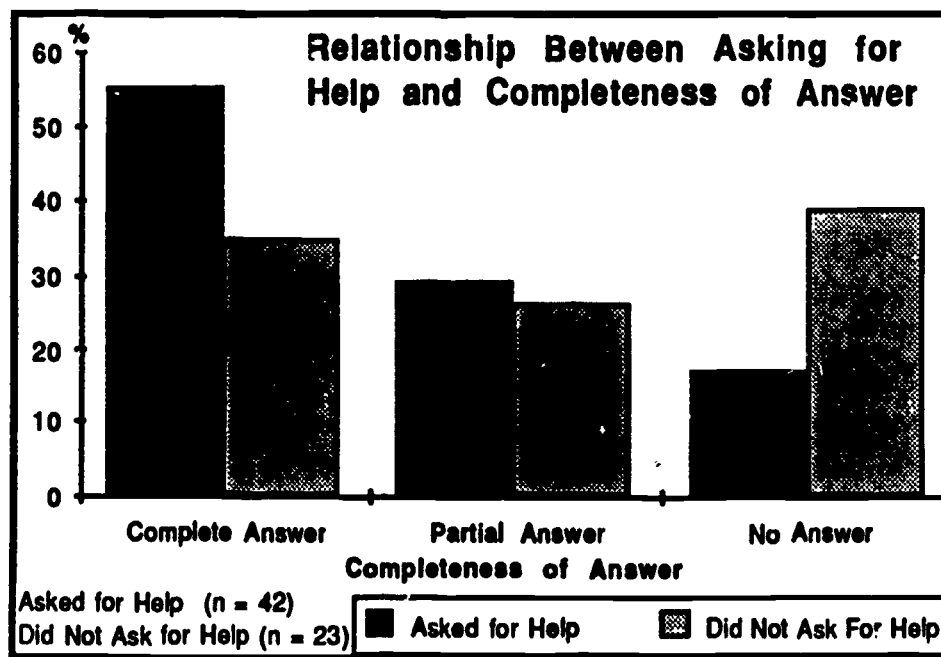 %
Relationship Between Asking for
Help and Completeness of Answer
60
50
40
30
20
10
0
Complete Answer Partial Answer No Answer
Completeness of Answer
Asked for Help (n = 42)
Did Not Ask for Help (n = 23)
Asked for Help Did Not Ask For Help